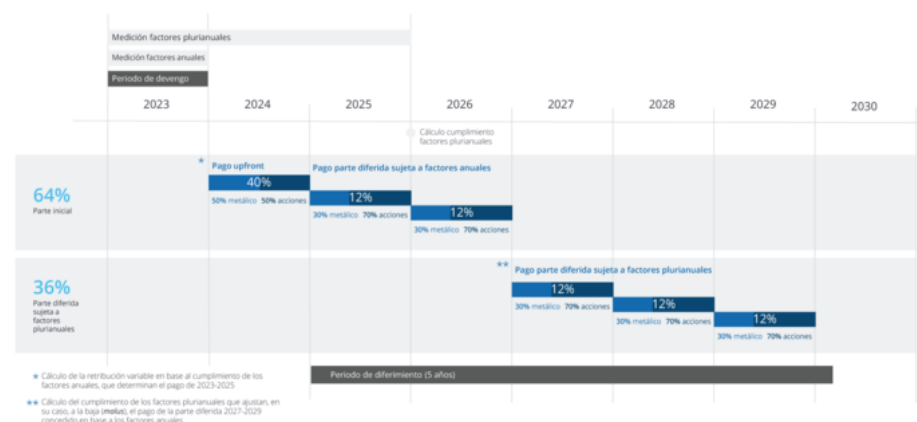 Medición factores plurianuales
Medición factores anuales
Periodo de devengo
2023 2024 2025 2026 2027 2028 2029 2030
Cálculo cumplimiento
factores plurianuales
* Pago upfront Pago parte diferida sujeta a factores anuales
40%
64%
Parte inicial
12%
50% metálico 50% acciones
12%
30% metálico 70% acciones
30% metálico 70% acciones
** Pago parte diferida sujeta a factores plurianuales
36%
Parte diferida
sujeta a
factores
plurianuales
12%
30% metálico 70% acciones
12%
30% metálico 70% acciones
12%
30% metálico 70% acciones
Periodo de diferimiento (5 años)
* Cálculo de la retribución variable en base al cumplimiento de los
factores anuales, que determinan el pago de 2023-2025
** Cálculo del cumplimiento de los factores plurianuales que ajustan, en
su caso, a la baja (malus), el pago de la parte diferida 2027-2029
concedido en base a los factores anuales